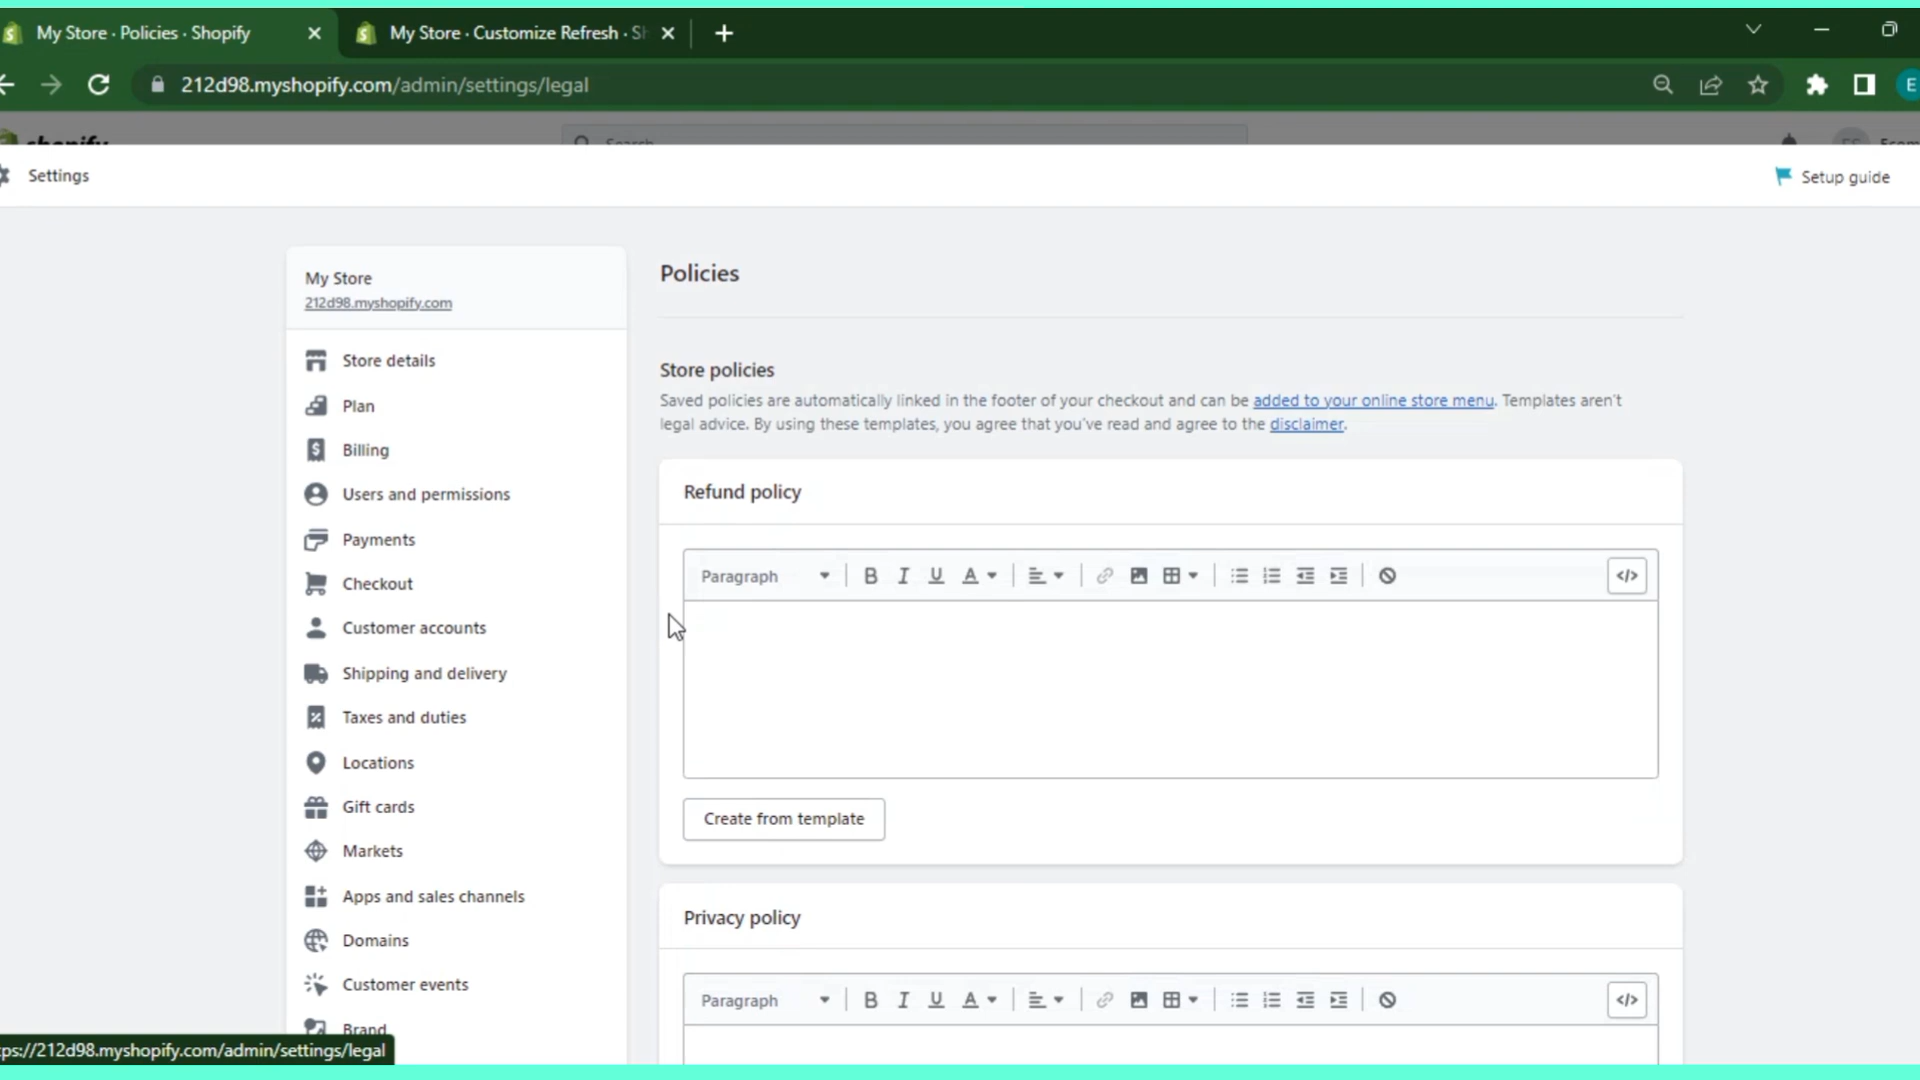 My Store · Policies · Shopify
My Store · Customize Refresh · Sh
212d98.myshopify.com/admin/settings/legal
E
shopify
Search
Settings
Setup guide
My Store
212d98.myshopify.com
Store details
Plan
Billing
Users and permissions
Payments
Checkout
Customer accounts
Shipping and delivery
Taxes and duties
Locations
Gift cards
Markets
Apps and sales channels
Domains
Customer events
Brand
Policies
Store policies
Saved policies are automatically linked in the footer of your checkout and can be added to your online store menu. Templates aren't
legal advice. By using these templates, you agree that you've read and agree to the disclaimer.
Refund policy
Paragraph B I U A </>
Create from template
Privacy policy
Paragraph B I U A </>
tps://212d98.myshopify.com/admin/settings/legal